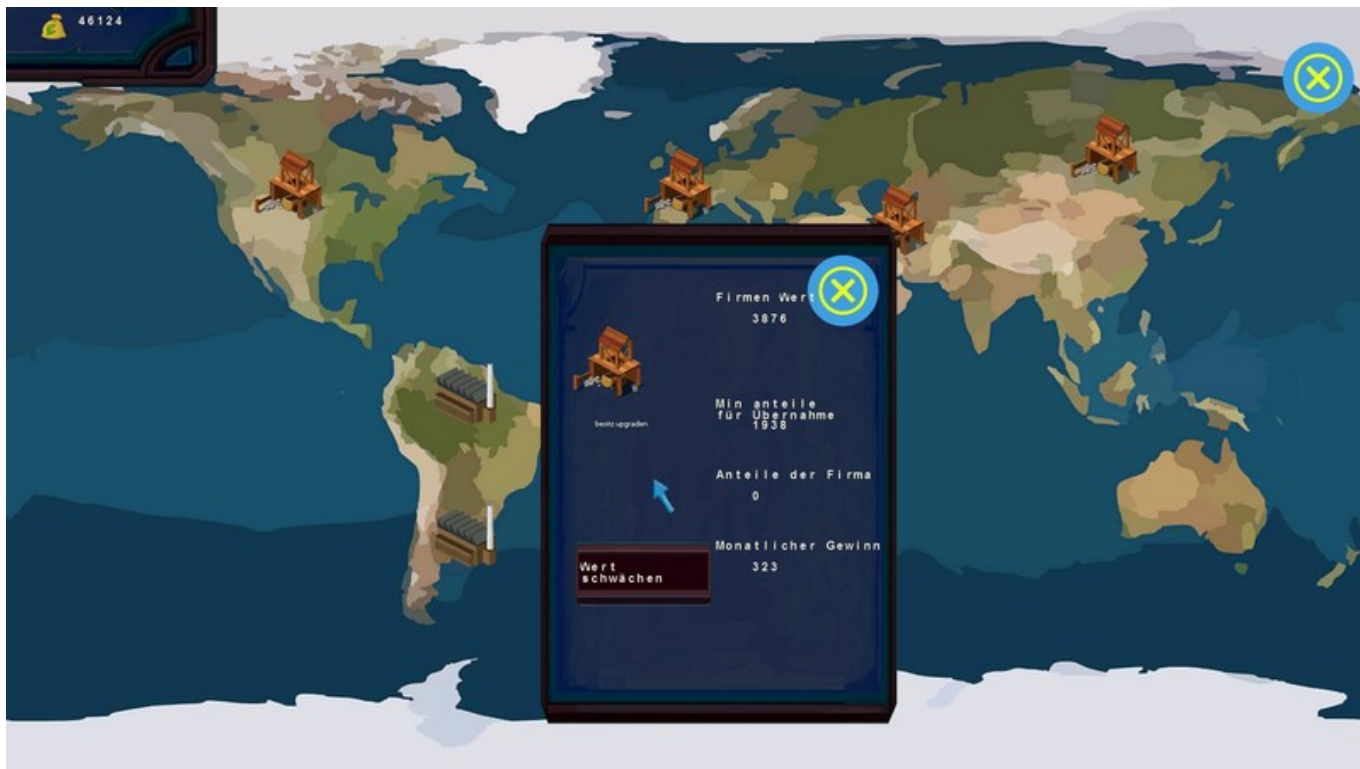 46124
Firmen Wert
3876
besitz upgraden
Min anteile
für Übernahme
1938
Anteile der Firma
0
Monatlicher Gewinn
323
Wert
schwächen